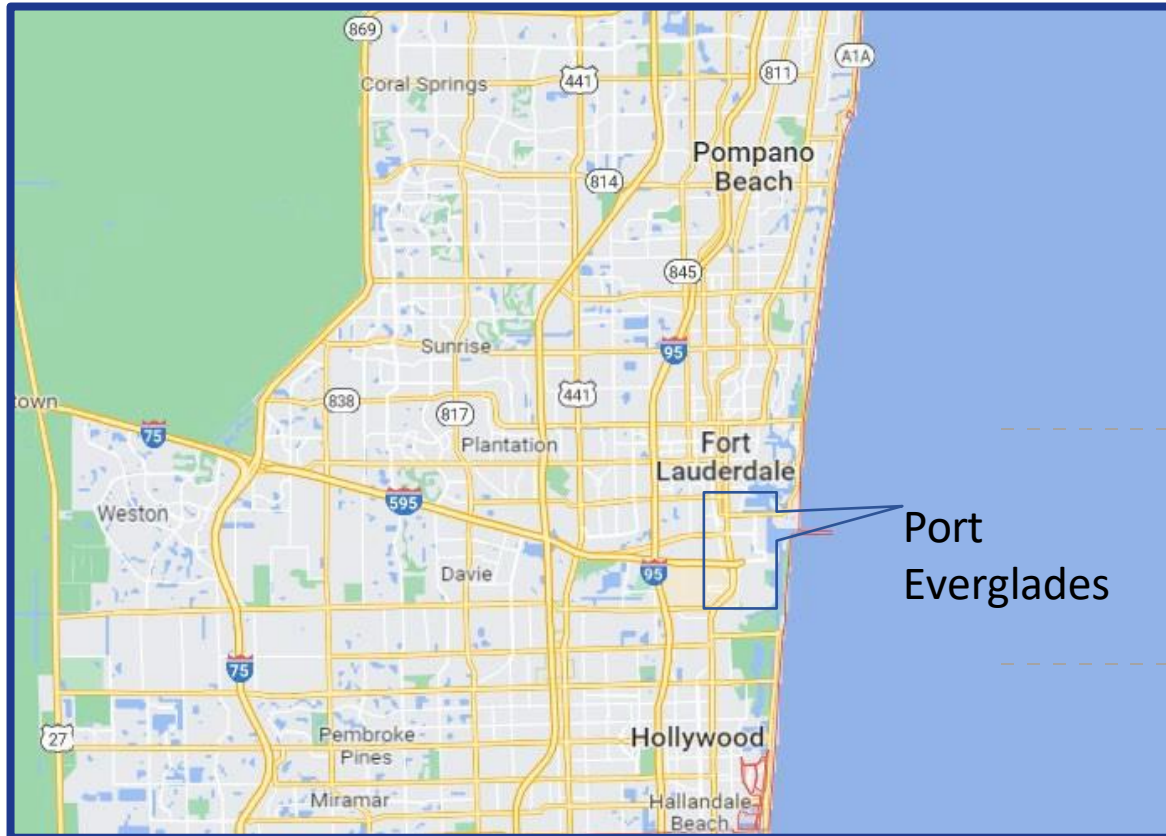 869
A1A
Coral Springs
441
811
Pompano
Beach
814
845
Sunrise
95
town
838
817
441
75
Plantation
Fort
Lauderdale
595
Weston
Port
Everglades
Davie
95
75
27
Pembroke
Pines
Hollywood
Miramar
Hallandale
Beach